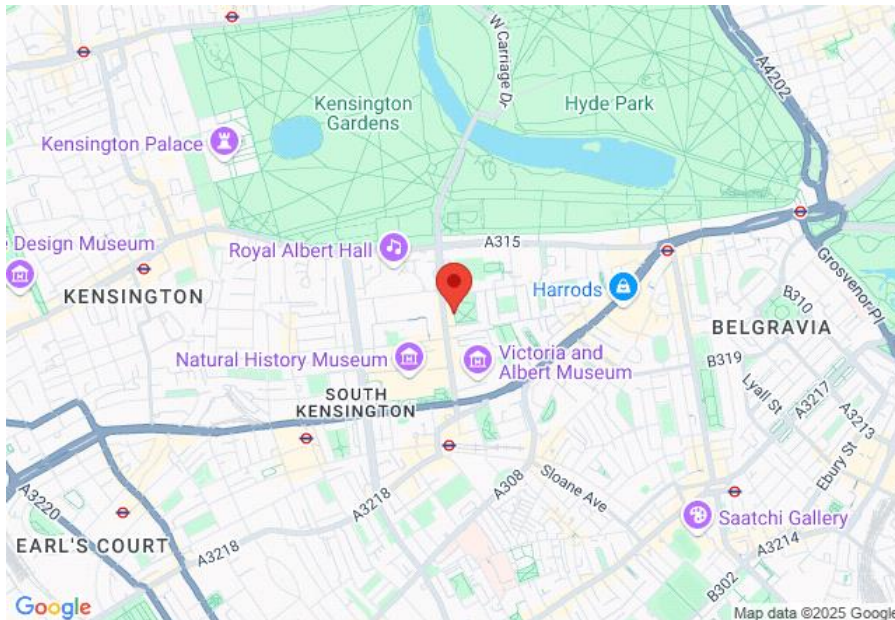 W Carriage Dr.
A4202
Kensington
Gardens
Hyde Park
Kensington Palace
Design Museum
Royal Albert Hall
A315
KENSINGTON
Harrods
Grosvenor Pl
B310
BELGRAVIA
Natural History Museum
Victoria and
Albert Museum
B319
SOUTH
KENSINGTON
Lyall St
A3217
A3213
Ebury St
A308
Sloane Ave
A3218
A3220
Saatchi Gallery
EARL'S COURT
A3218
A3214
B302
Google
Map data ©2025 Google